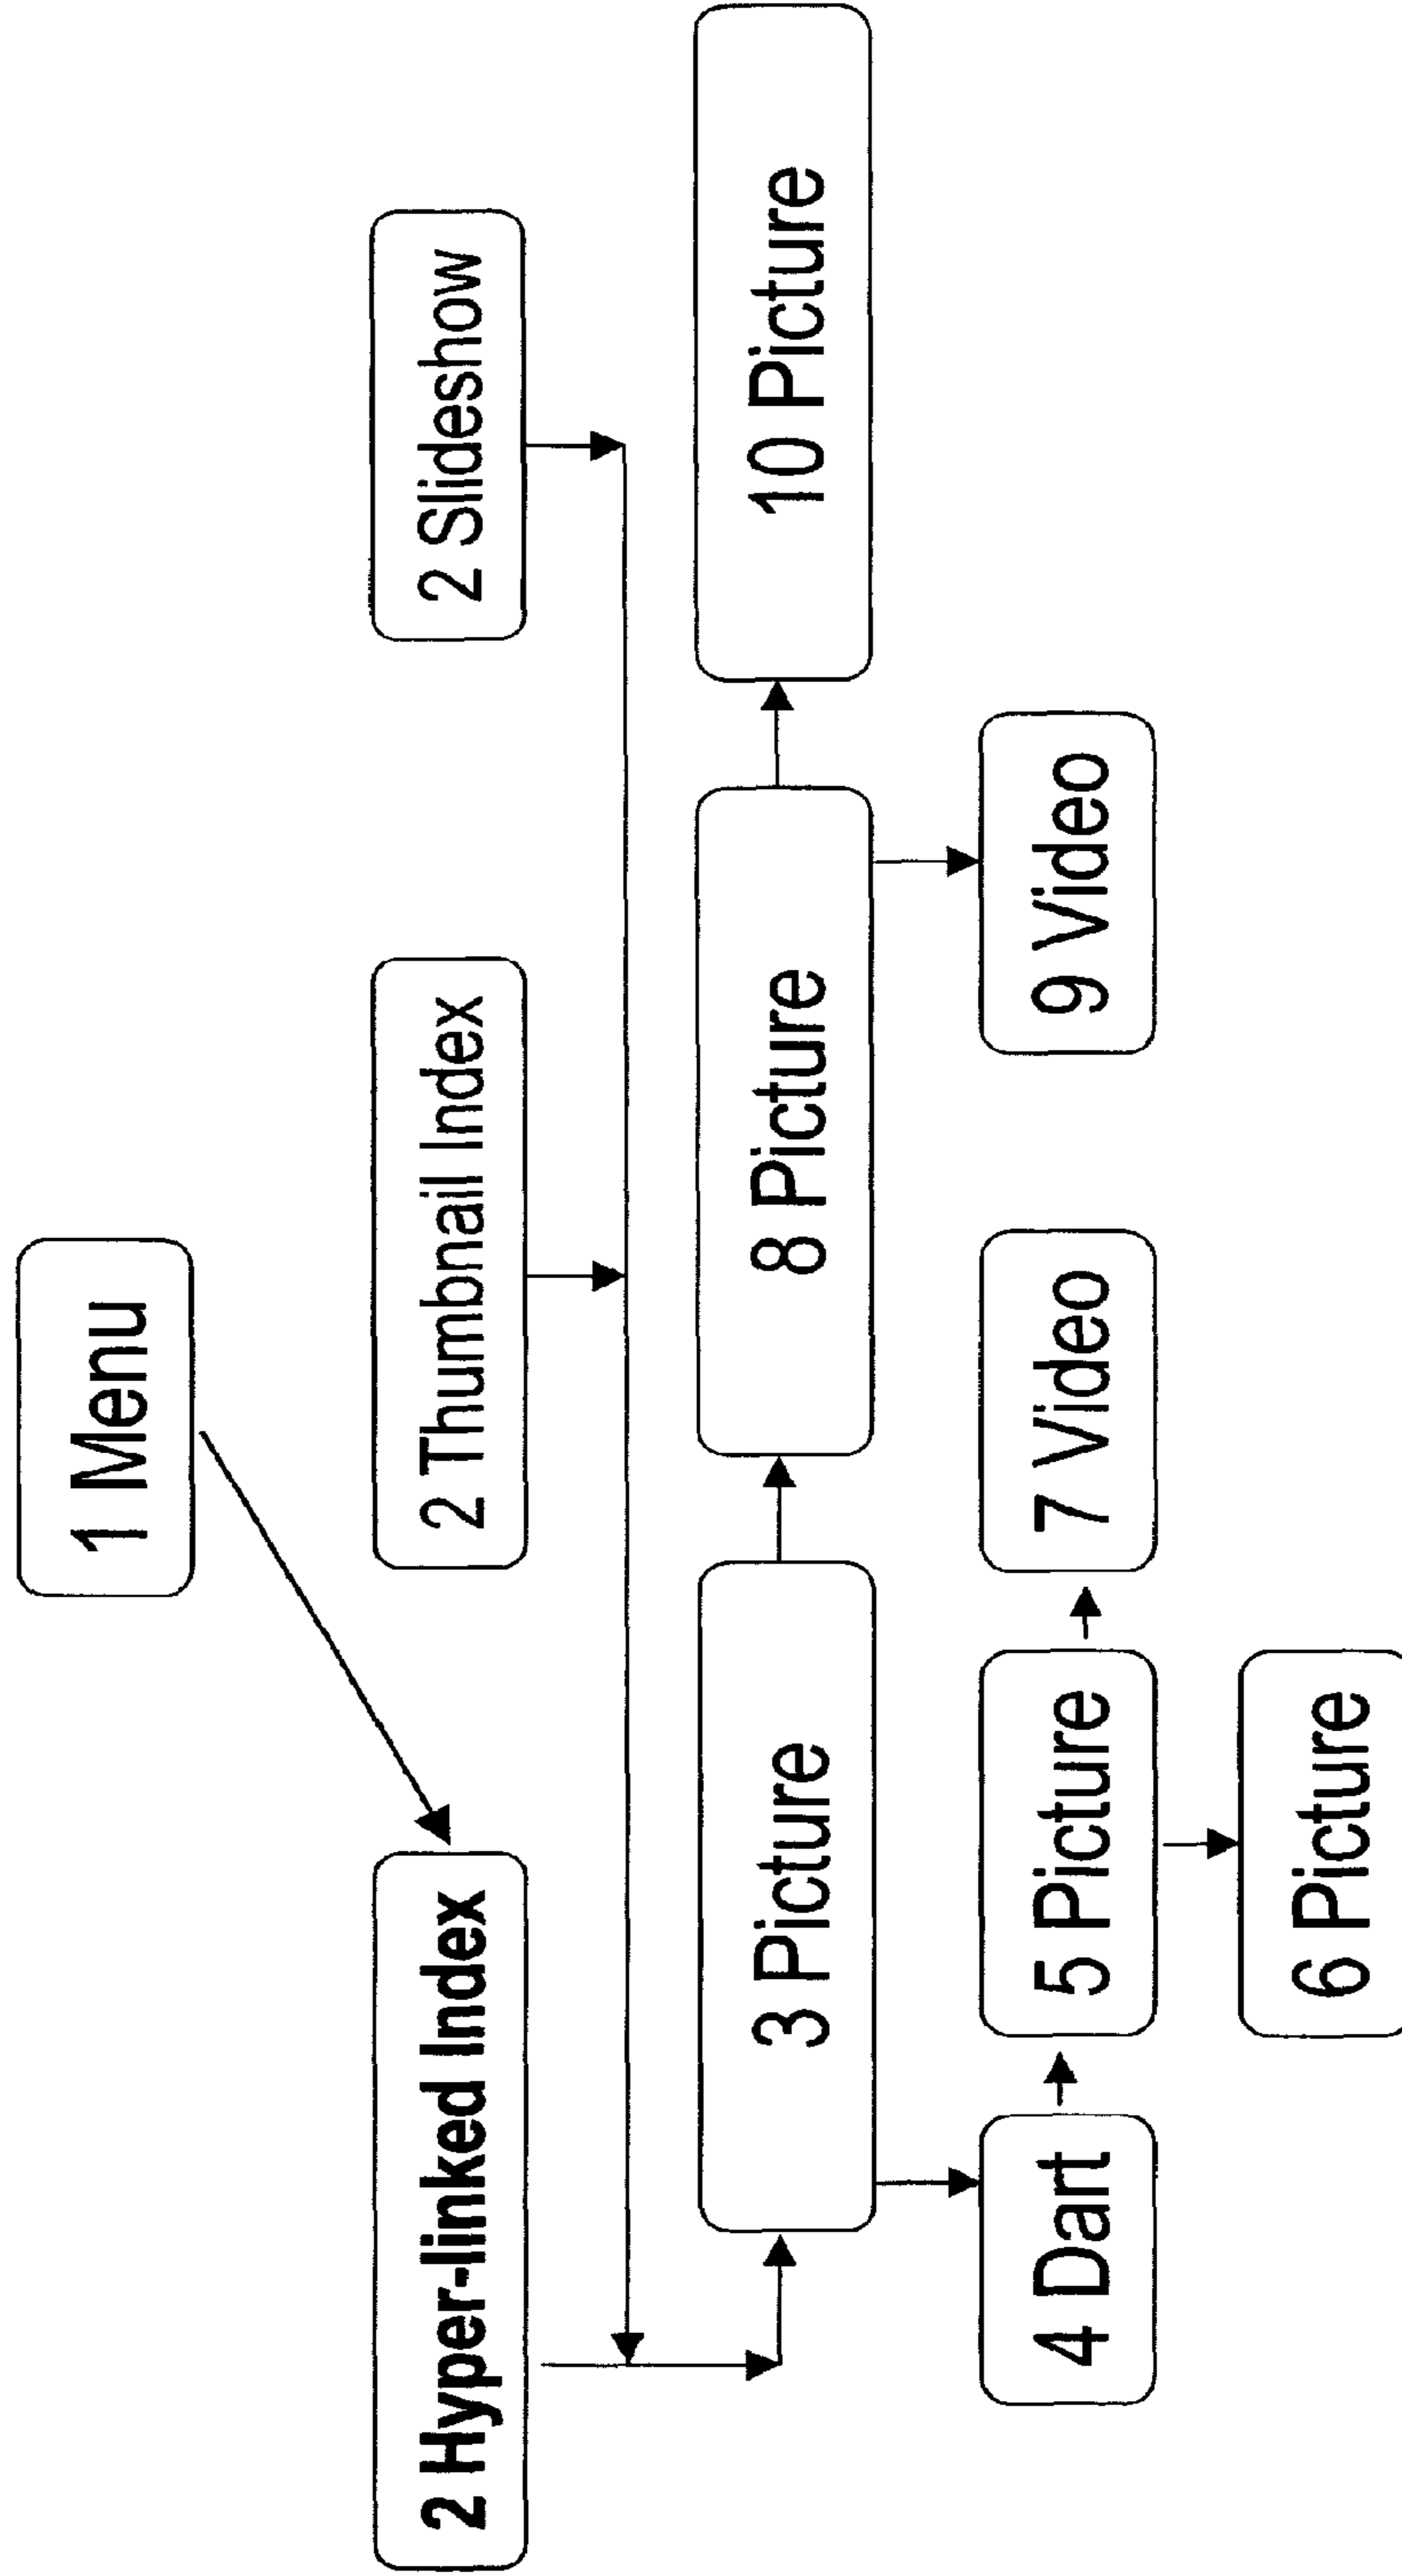 1 Menu
2 Hyper-linked Index
2 Thumbnail Index
2 Slideshow
3 Picture
8 Picture
10 Picture
4 Dart
5 Picture
7 Video
9 Video
6 Picture